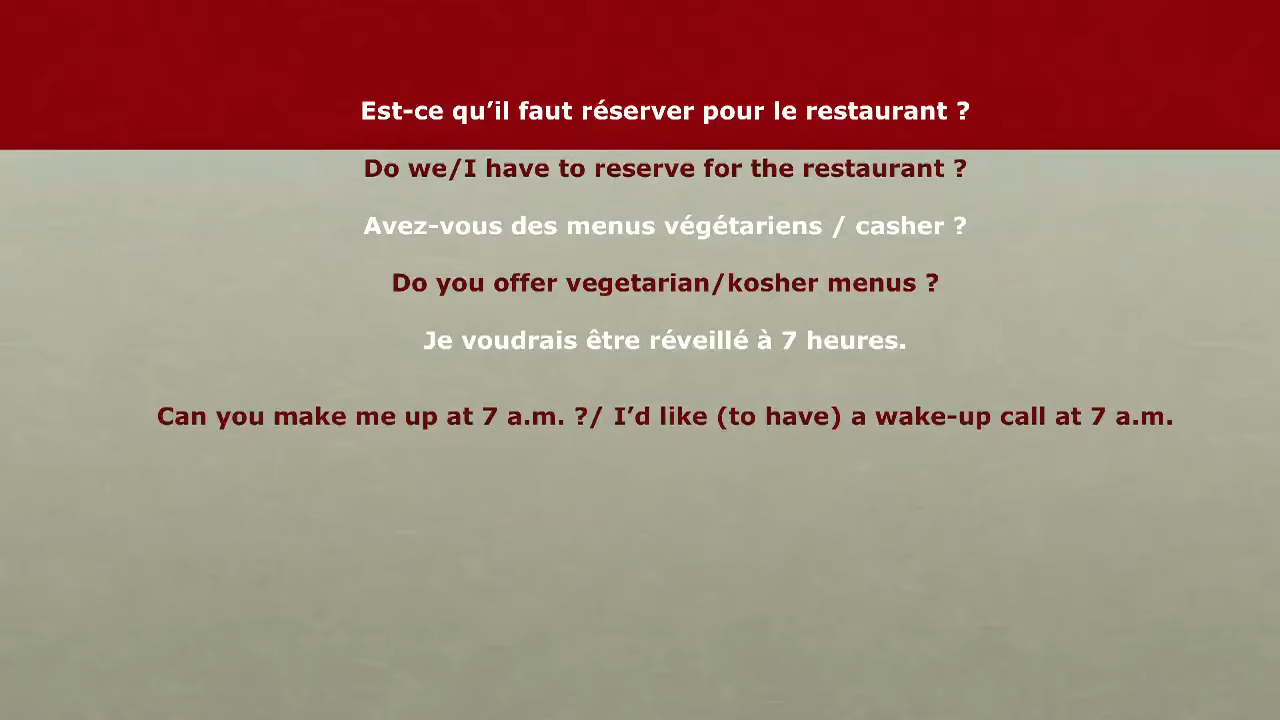 Est-ce qu’il faut réserver pour le restaurant ?
Do we/I have to reserve for the restaurant ?
Avez-vous des menus végétariens / casher ?
Do you offer vegetarian/kosher menus ?
Je voudrais être réveillé à 7 heures.
Can you make me up at 7 a.m. ?/ I’d like (to have) a wake-up call at 7 a.m.